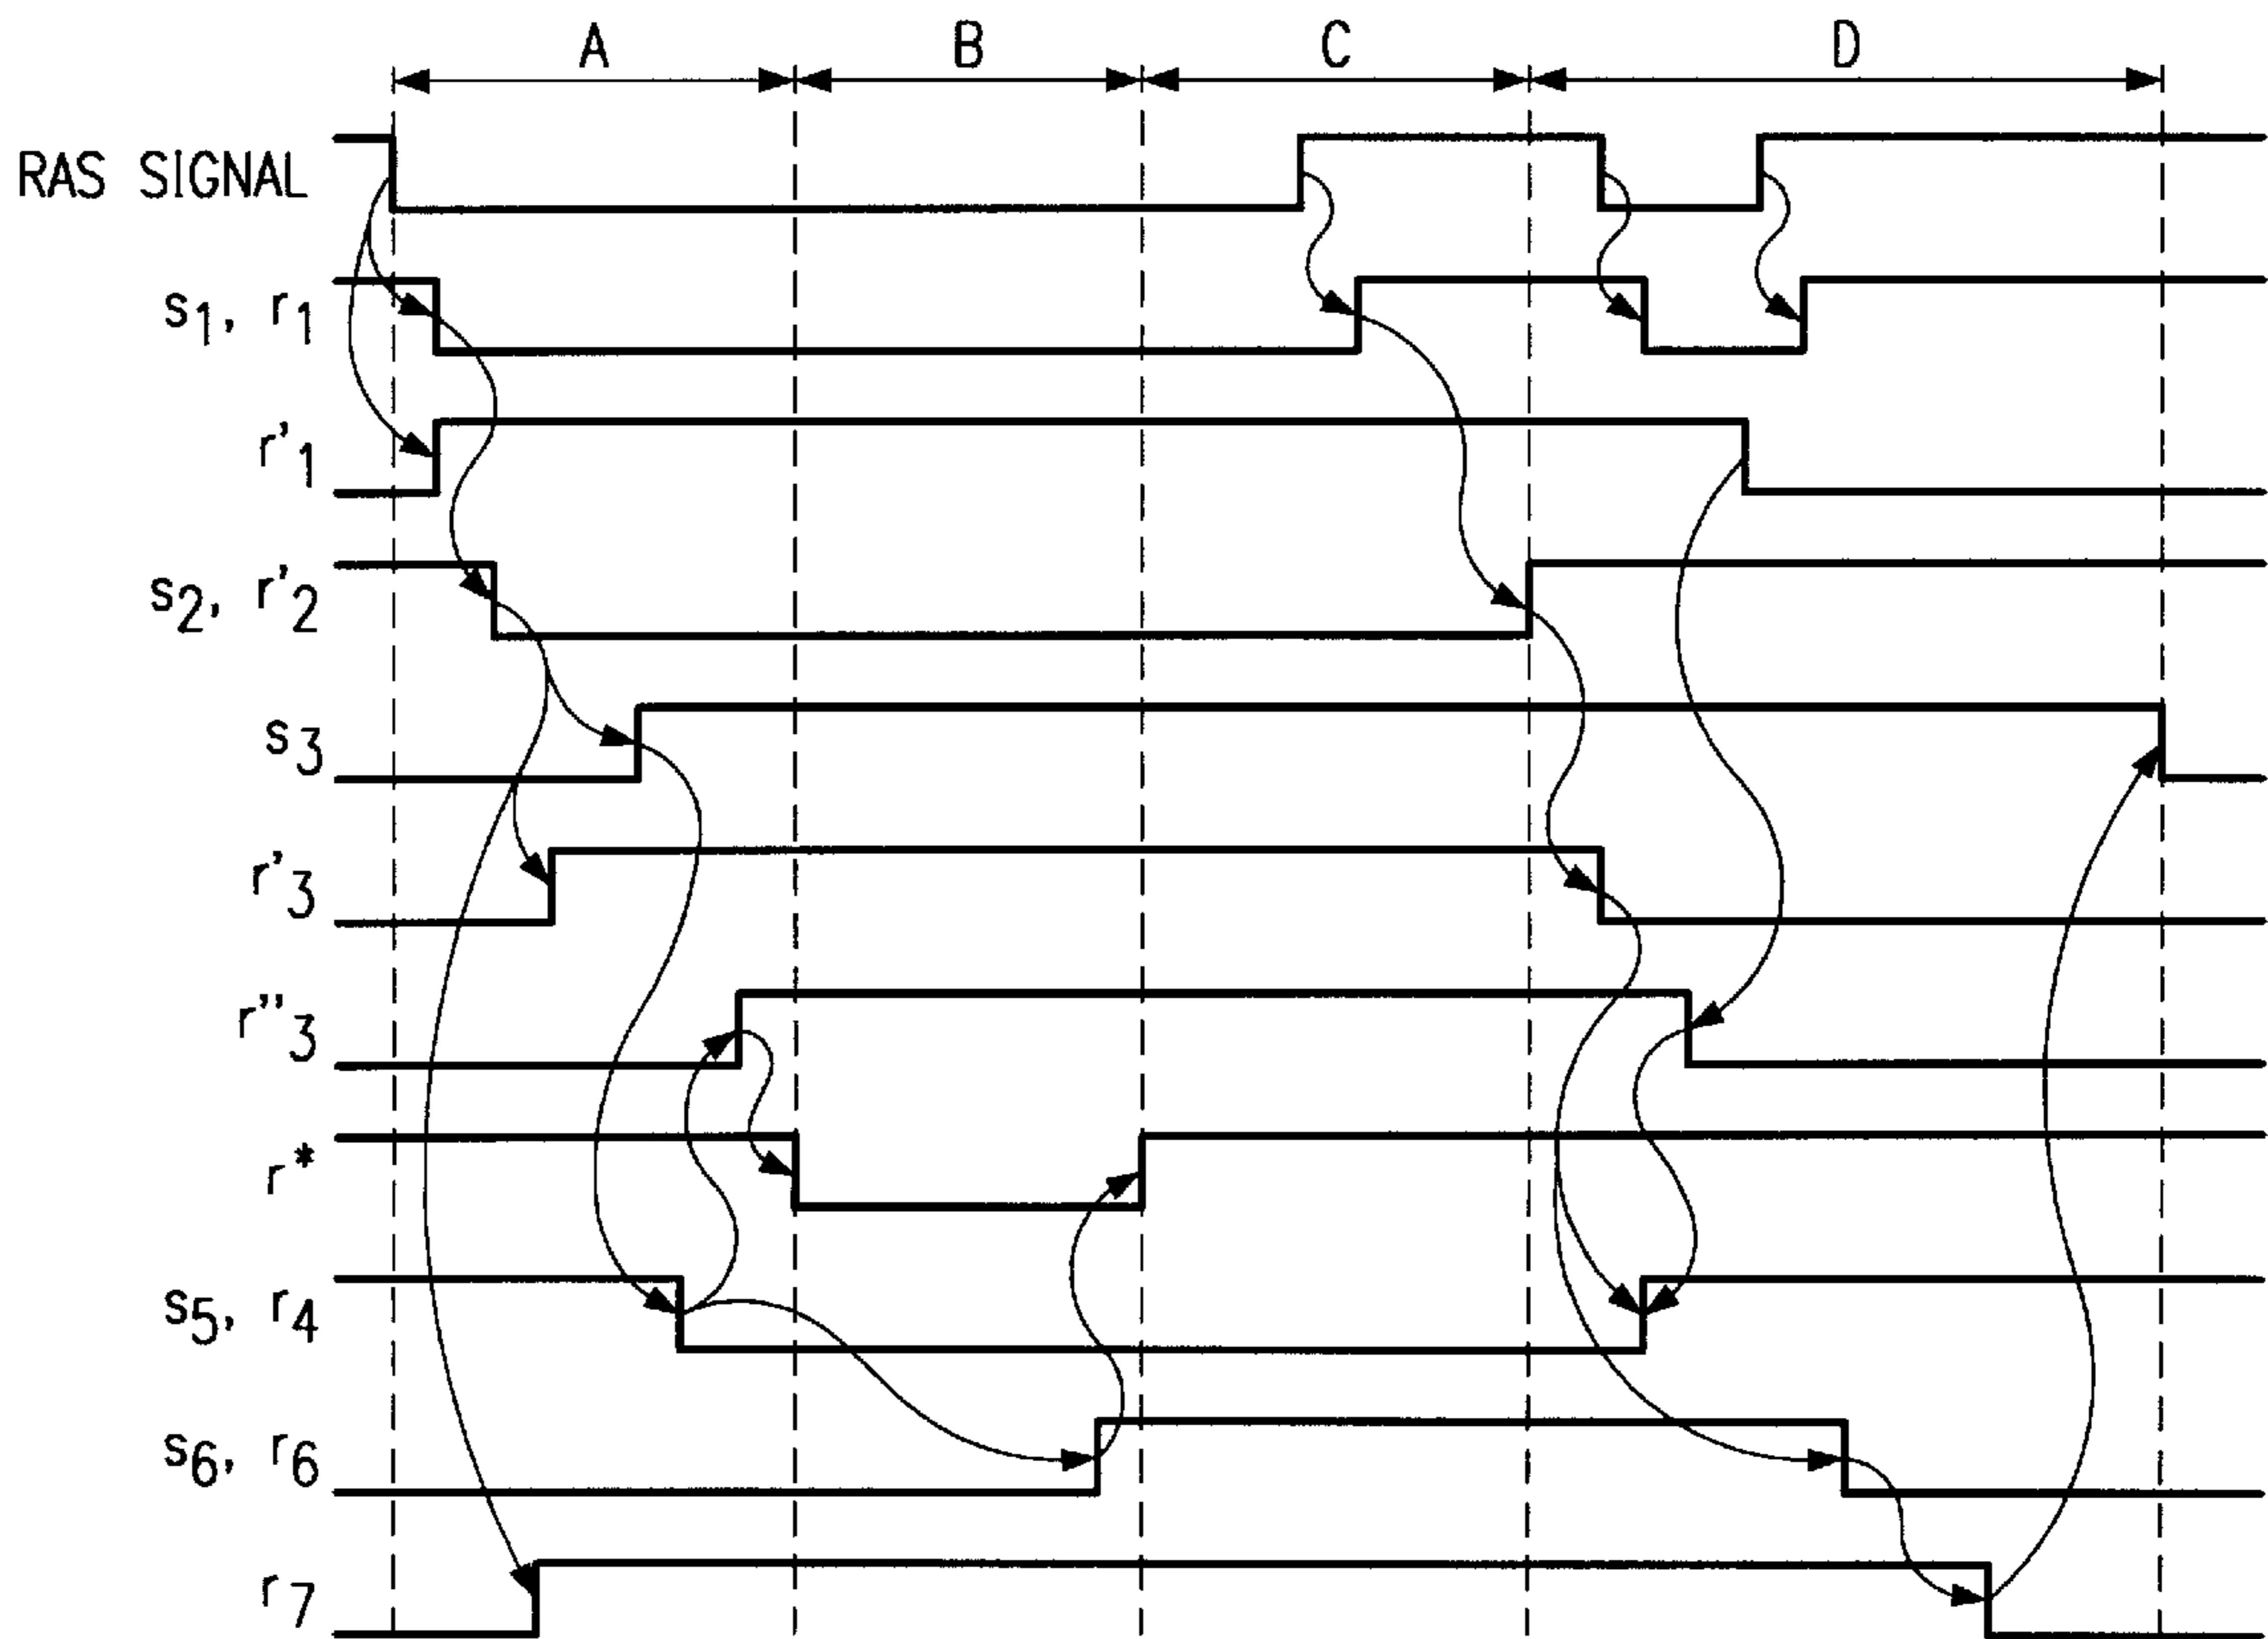 A B C D
RAS SIGNAL
s1, r1
r'1
s2, r'2
s3
r'3
r"3
r*
s5, r4
s6, r6
r7